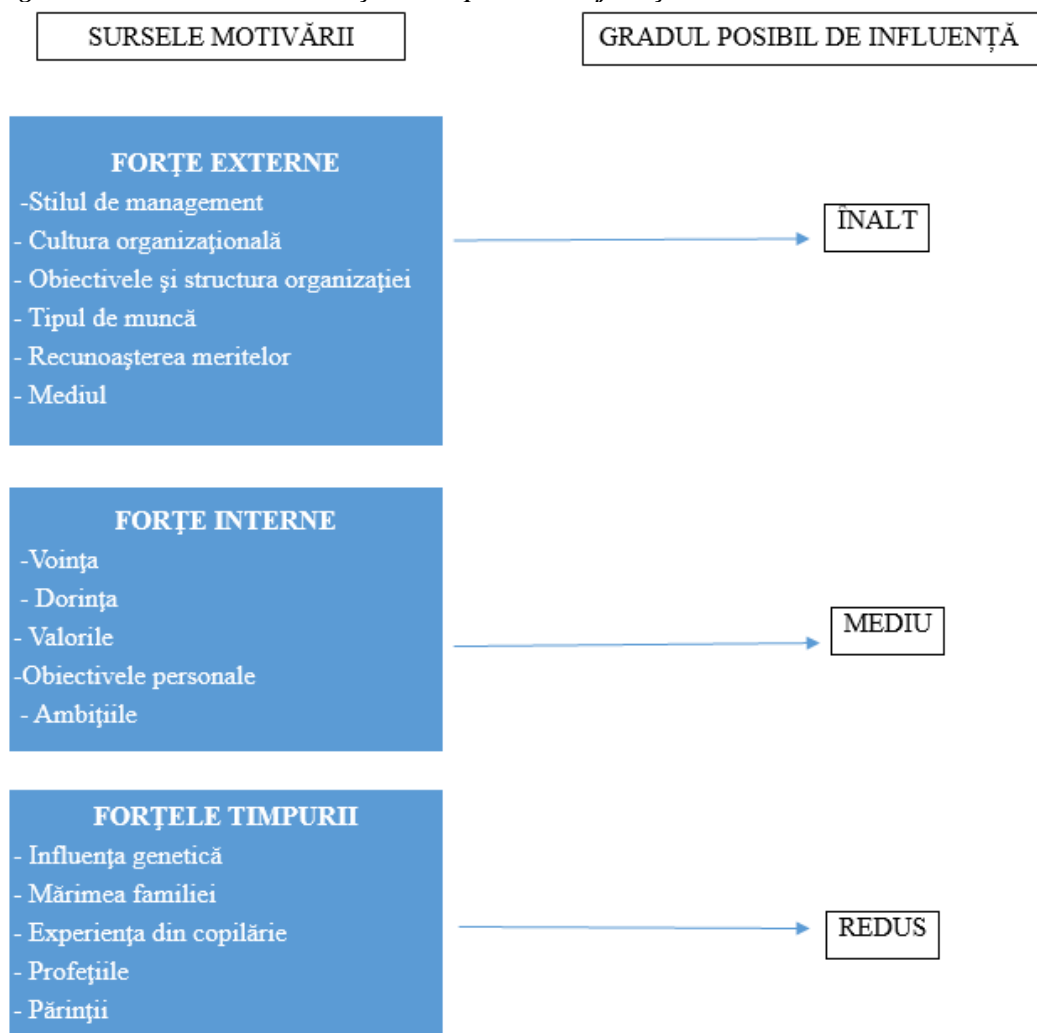 SURSELE MOTIVĂRII
GRADUL POSIBIL DE INFLUENȚĂ
FORŢE EXTERNE
-Stilul de management
- Cultura organizaţională
- Obiectivele şi structura organizaţiei
- Tipul de muncă
- Recunoaşterea meritelor
- Mediul
ÎNALT
FORŢE INTERNE
-Voinţa
- Dorinţa
- Valorile
-Obiectivele personale
- Ambiţiile
MEDIU
FORŢELE TIMPURII
- Influenţa genetică
- Mărimea familiei
- Experienţa din copilărie
- Profeţiile
- Părinţii
REDUS